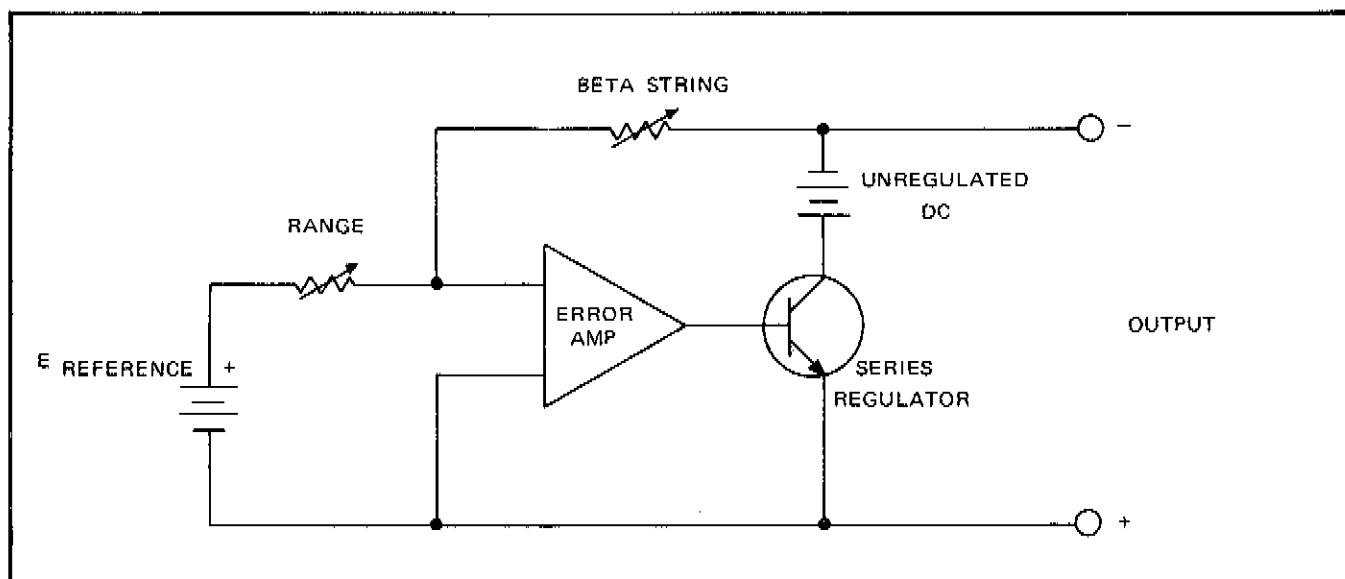 BETA STRING
−
UNREGULATED
DC
RANGE
ERROR
AMP
OUTPUT
E REFERENCE
+
SERIES
REGULATOR
+